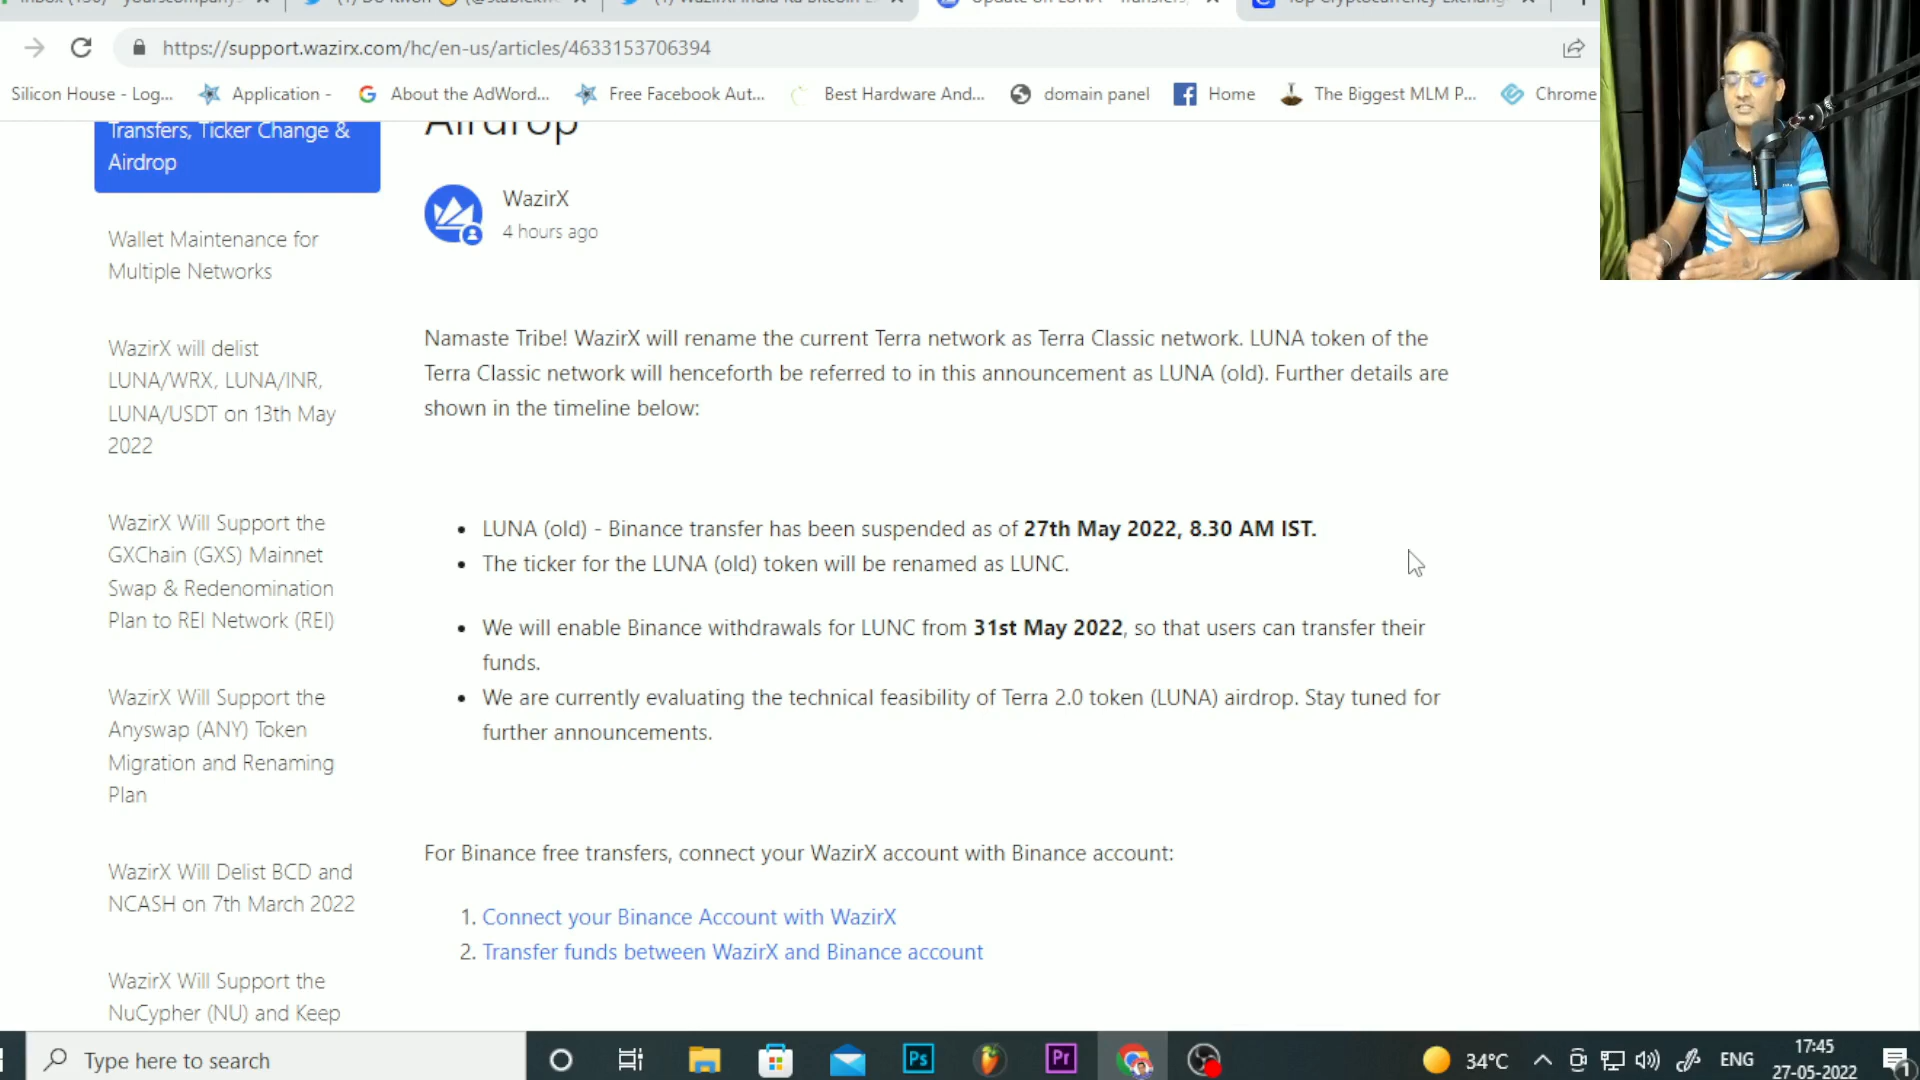 https://support.wazirx.com/hc/en-us/articles/4633153706394
Silicon House - Log...
Application -
About the AdWord...
Free Facebook Aut...
Best Hardware And...
domain panel
Home
The Biggest MLM P...
Chrome
Transfers, Ticker Change &
Airdrop
Wallet Maintenance for
Multiple Networks
WazirX will delist
LUNA/WRX, LUNA/INR,
LUNA/USDT on 13th May
2022
WazirX Will Support the
GXChain (GXS) Mainnet
Swap & Redenomination
Plan to REI Network (REI)
WazirX Will Support the
Anyswap (ANY) Token
Migration and Renaming
Plan
WazirX Will Delist BCD and
NCASH on 7th March 2022
WazirX Will Support the
NuCypher (NU) and Keep
Airdrop
WazirX
4 hours ago
Namaste Tribe! WazirX will rename the current Terra network as Terra Classic network. LUNA token of the
Terra Classic network will henceforth be referred to in this announcement as LUNA (old). Further details are
shown in the timeline below:
• LUNA (old) - Binance transfer has been suspended as of 27th May 2022, 8.30 AM IST.
• The ticker for the LUNA (old) token will be renamed as LUNC.
• We will enable Binance withdrawals for LUNC from 31st May 2022, so that users can transfer their
funds.
• We are currently evaluating the technical feasibility of Terra 2.0 token (LUNA) airdrop. Stay tuned for
further announcements.
For Binance free transfers, connect your WazirX account with Binance account:
1. Connect your Binance Account with WazirX
2. Transfer funds between WazirX and Binance account
Type here to search
Ps
Pr
34°C
ENG
17:45
27-05-2022
1